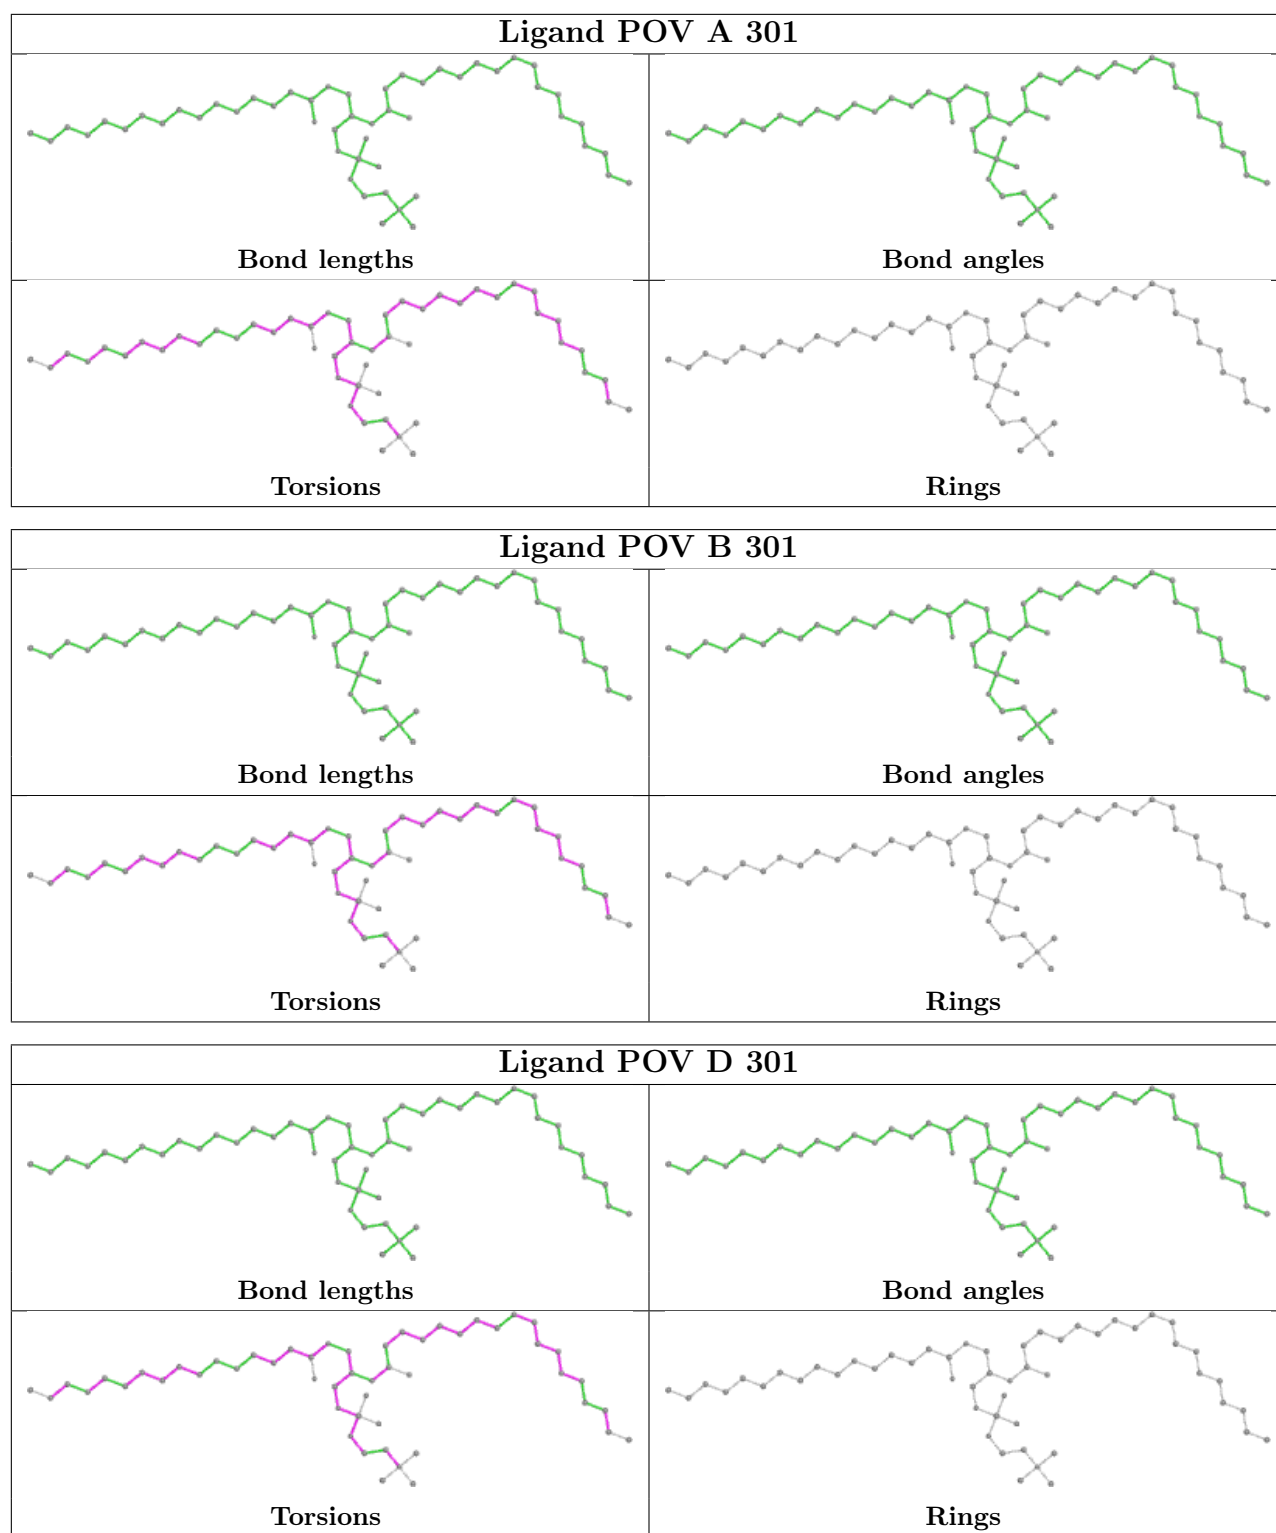 Ligand POV A 301
Bond lengths
Bond angles
Torsions
Rings
Ligand POV B 301
Bond lengths
Bond angles
Torsions
Rings
Ligand POV D 301
Bond lengths
Bond angles
Torsions
Rings